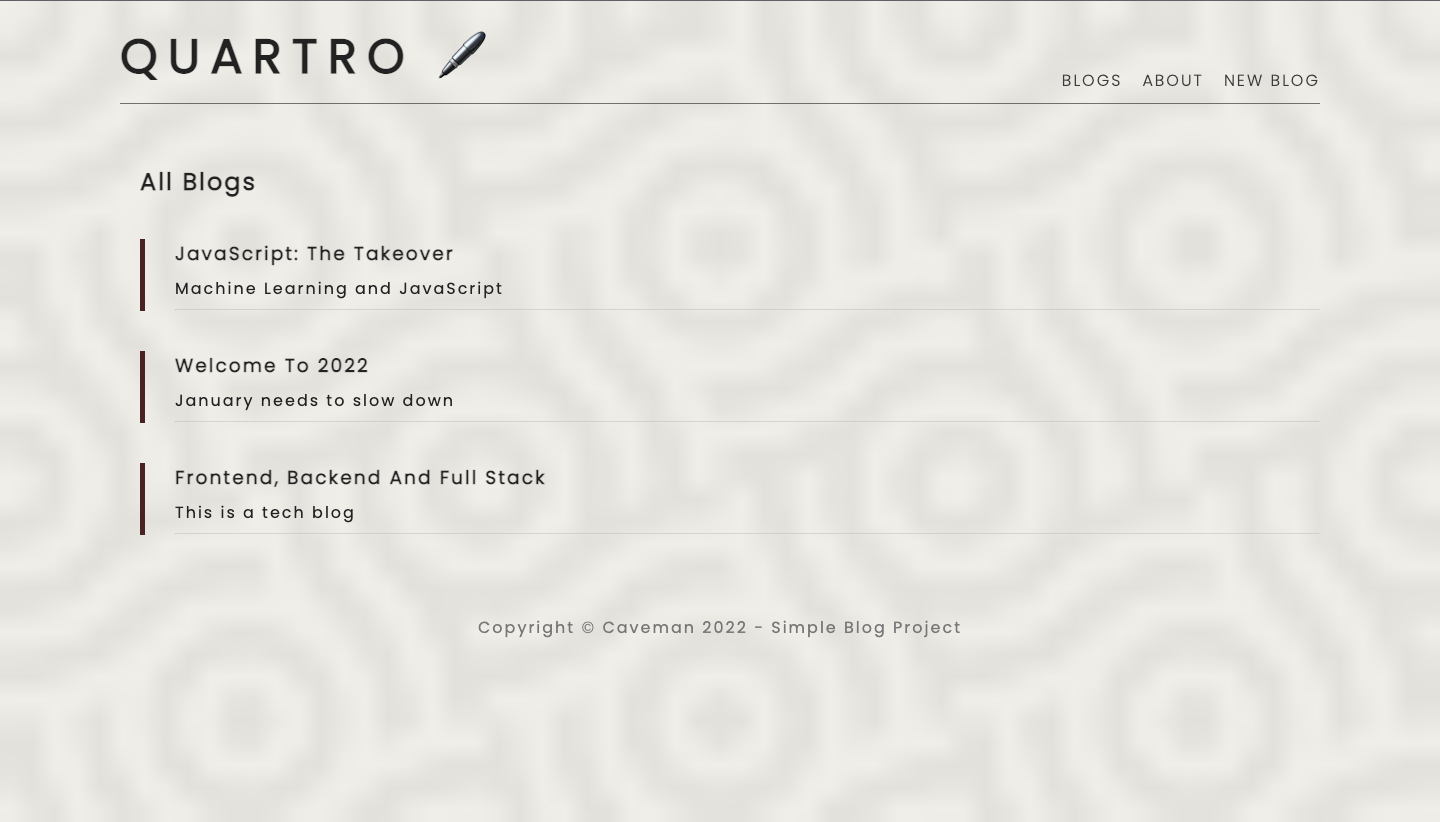 QUARTRO
BLOGS ABOUT NEW BLOG
All Blogs
JavaScript: The Takeover
Machine Learning and JavaScript
Welcome To 2022
January needs to slow down
Frontend, Backend And Full Stack
This is a tech blog
Copyright © Caveman 2022 - Simple Blog Project